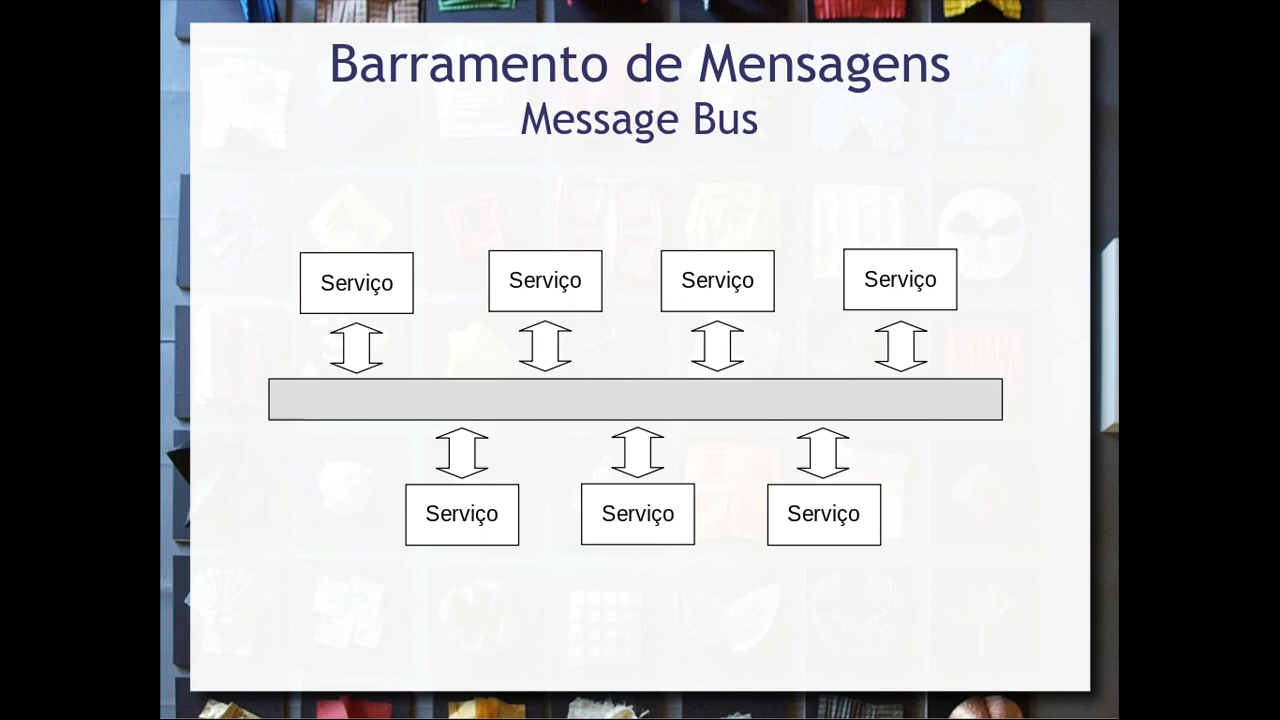 Barramento de Mensagens
Message Bus
Serviço
Serviço
Serviço
Serviço
Serviço
Serviço
Serviço